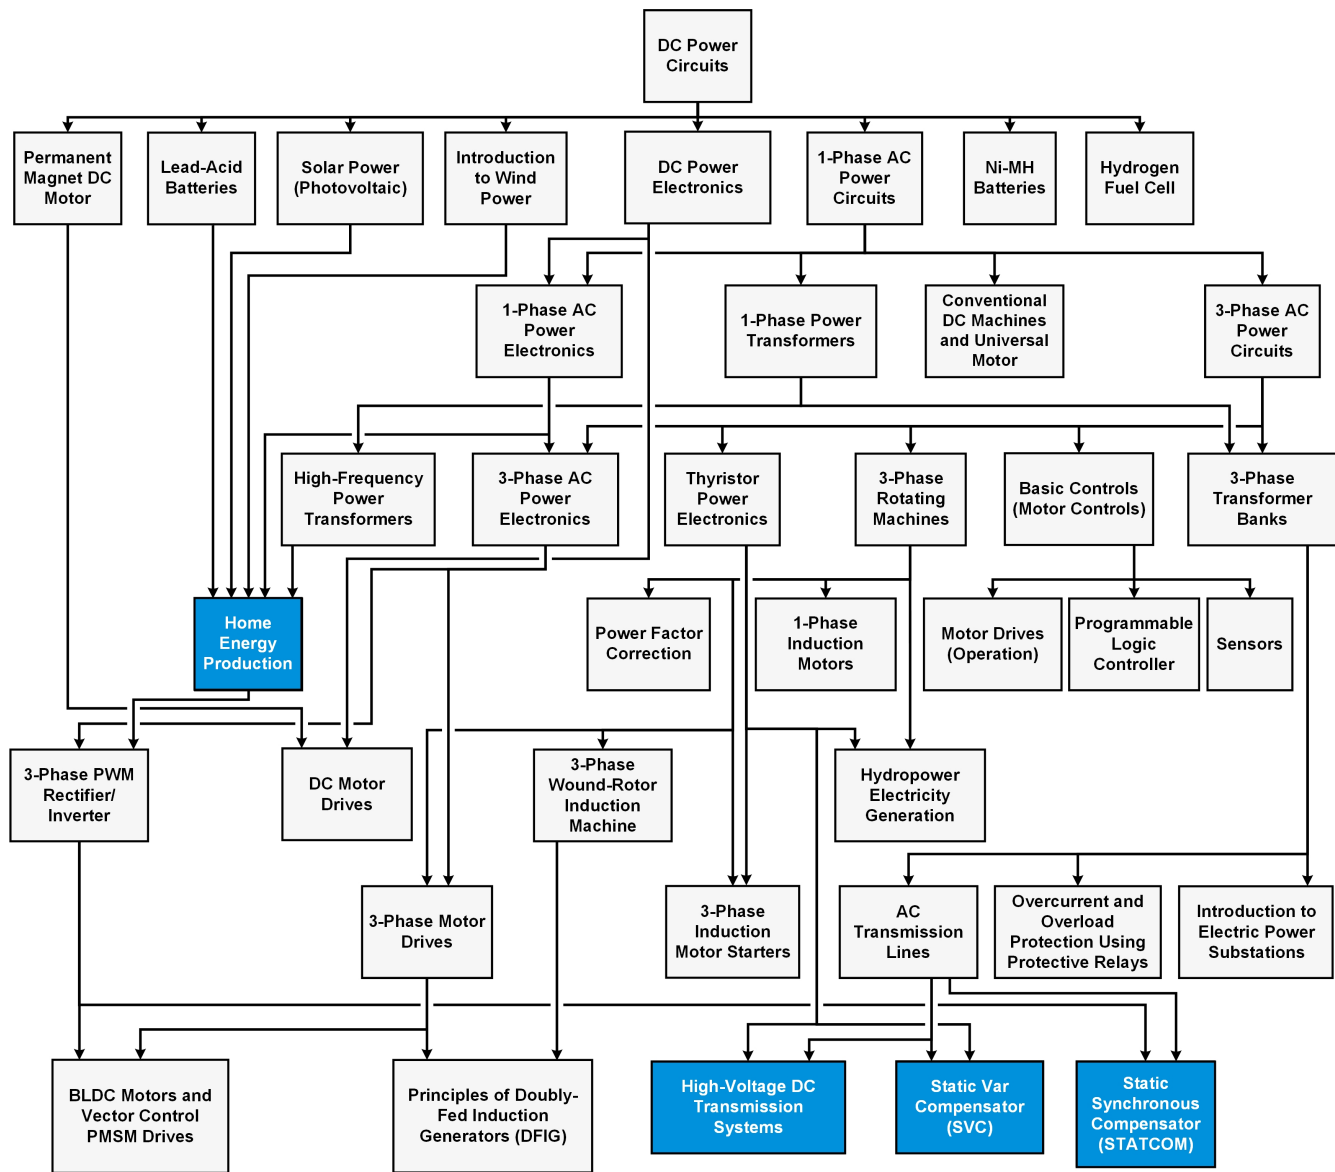 DC Power
Circuits
Permanent
Magnet DC
Motor
Lead-Acid
Batteries
Solar Power
(Photovoltaic)
Introduction
to Wind
Power
DC Power
Electronics
1-Phase AC
Power
Circuits
Ni-MH
Batteries
Hydrogen
Fuel Cell
1-Phase AC
Power
Electronics
1-Phase Power
Transformers
Conventional
DC Machines
and Universal
Motor
3-Phase AC
Power
Circuits
High-Frequency
Power
Transformers
3-Phase AC
Power
Electronics
Thyristor
Power
Electronics
3-Phase
Rotating
Machines
Basic Controls
(Motor Controls)
3-Phase
Transformer
Banks
Home
Energy
Production
Power Factor
Correction
1-Phase
Induction
Motors
Motor Drives
(Operation)
Programmable
Logic
Controller
Sensors
3-Phase PWM
Rectifier/
Inverter
DC Motor
Drives
3-Phase
Wound-Rotor
Induction
Machine
Hydropower
Electricity
Generation
3-Phase Motor
Drives
3-Phase
Induction
Motor Starters
AC
Transmission
Lines
Overcurrent and
Overload
Protection Using
Protective Relays
Introduction to
Electric Power
Substations
BLDC Motors and
Vector Control
PMSM Drives
Principles of Doubly-
Fed Induction
Generators (DFIG)
High-Voltage DC
Transmission
Systems
Static Var
Compensator
(SVC)
Static
Synchronous
Compensator
(STATCOM)